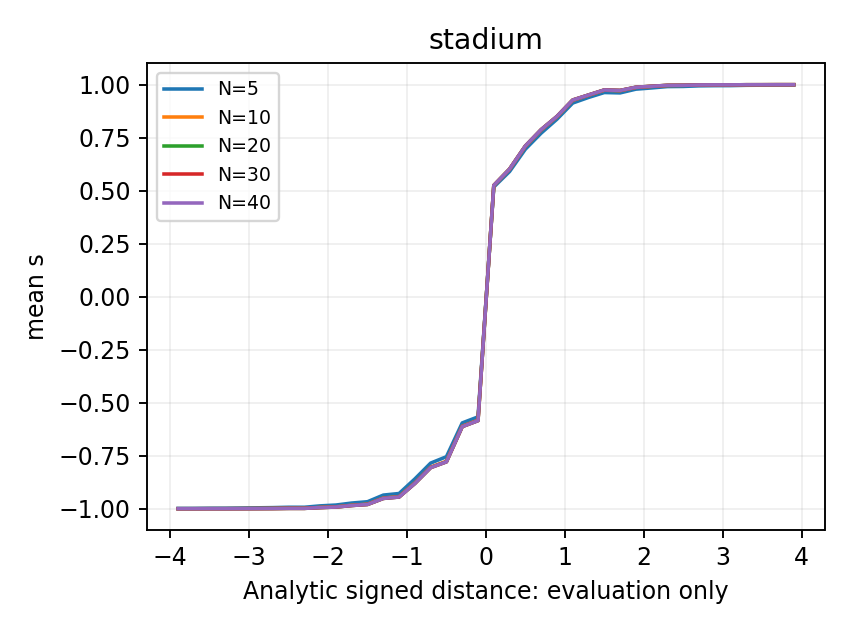 stadium
1.00
0.75
0.50
0.25
0.00
−0.25
−0.50
−0.75
−1.00
mean s
N=5
N=10
N=20
N=30
N=40
−4 −3 −2 −1 0 1 2 3 4
Analytic signed distance: evaluation only